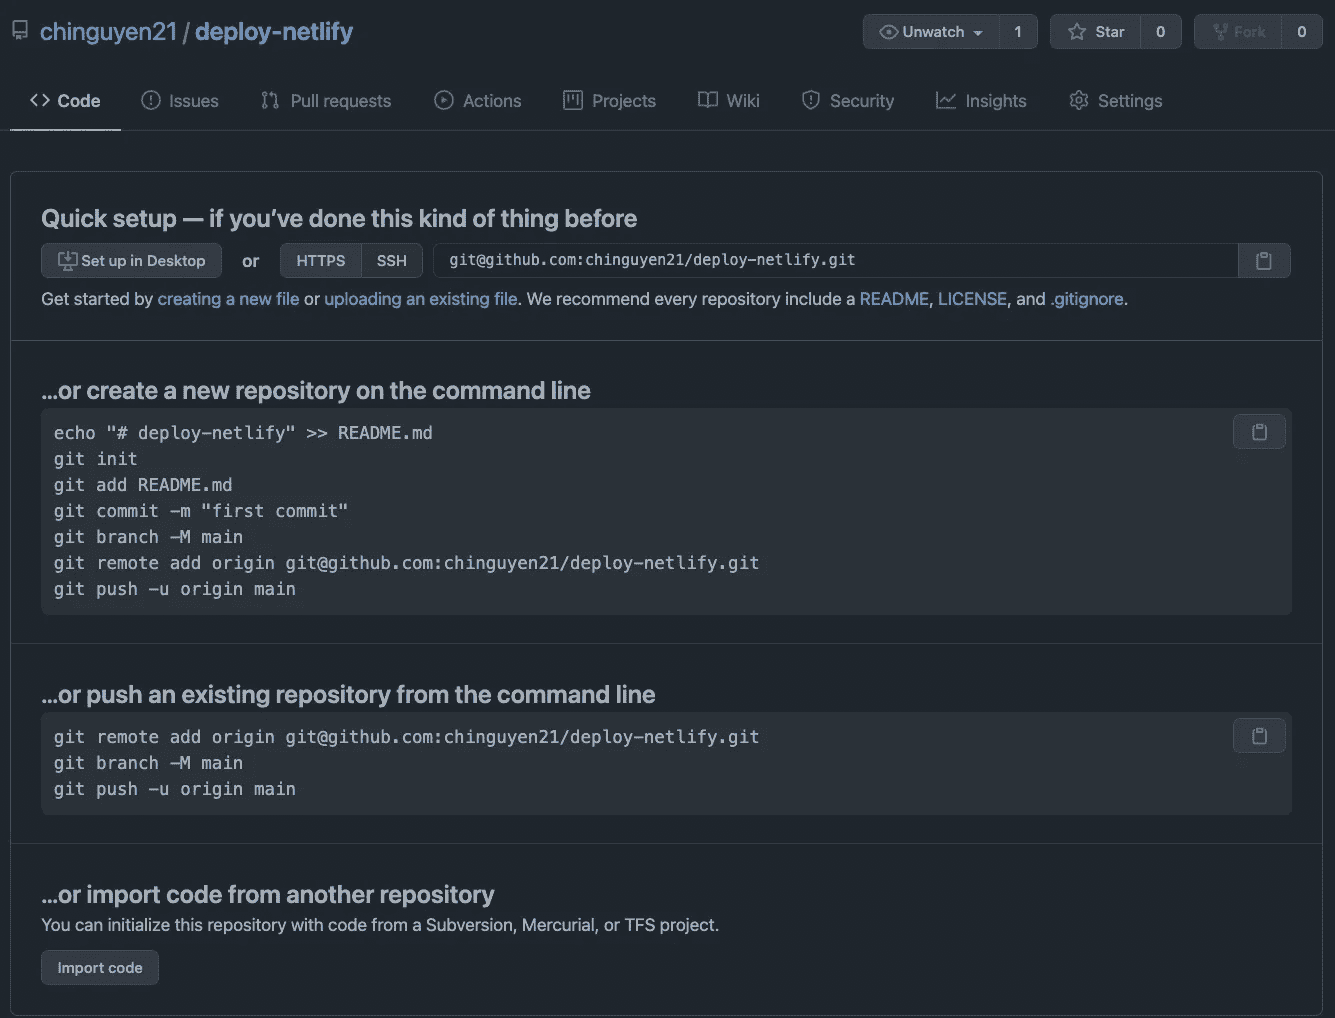 chinguyen21 / deploy-netlify
Unwatch 1 Star 0 Fork 0
Code Issues Pull requests Actions Projects Wiki Security Insights Settings
Quick setup — if you’ve done this kind of thing before
Set up in Desktop or HTTPS SSH git@github.com:chinguyen21/deploy-netlify.git
Get started by creating a new file or uploading an existing file. We recommend every repository include a README, LICENSE, and .gitignore.
…or create a new repository on the command line
echo "# deploy-netlify" >> README.md
git init
git add README.md
git commit -m "first commit"
git branch -M main
git remote add origin git@github.com:chinguyen21/deploy-netlify.git
git push -u origin main
…or push an existing repository from the command line
git remote add origin git@github.com:chinguyen21/deploy-netlify.git
git branch -M main
git push -u origin main
…or import code from another repository
You can initialize this repository with code from a Subversion, Mercurial, or TFS project.
Import code